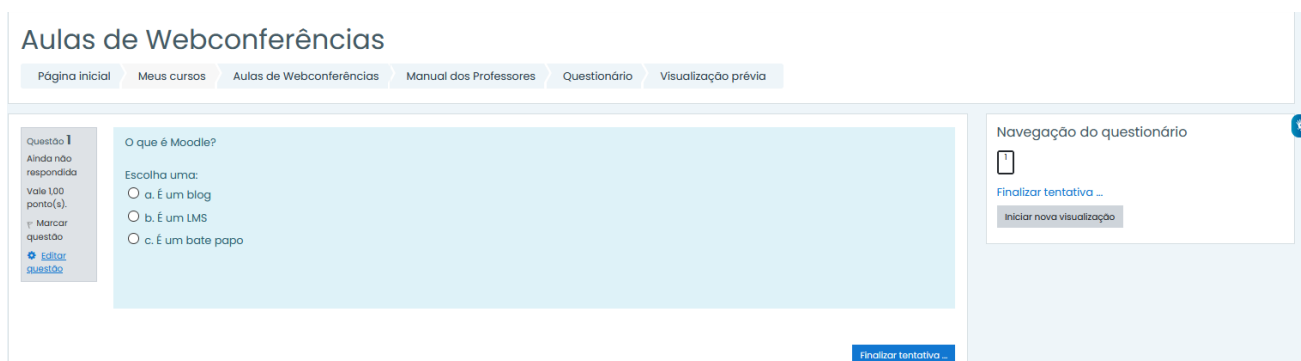 Aulas de Webconferências
Página inicial
Meus cursos
Aulas de Webconferências
Manual dos Professores
Questionário
Visualização prévia
Questão 1
Ainda não
respondida
Vale 1,00
ponto(s).
Marcar
questão
Editar
questão
O que é Moodle?
Escolha uma:
a. É um blog
b. É um LMS
c. É um bate papo
Finalizar tentativa ...
Navegação do questionário
1
Finalizar tentativa ...
Iniciar nova visualização